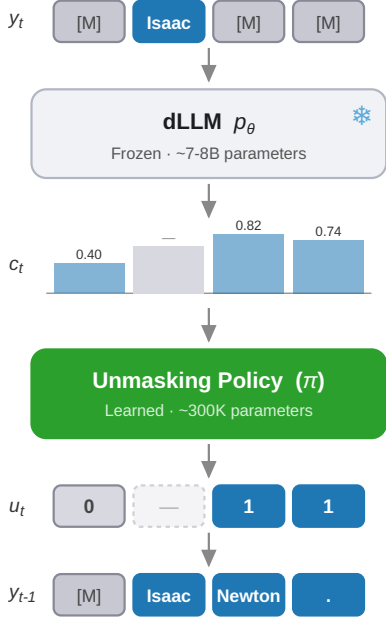 y_t [M] Isaac [M] [M]
dLLM p_θ
Frozen · ~7-8B parameters
c_t 0.40 — 0.82 0.74
Unmasking Policy (π)
Learned · ~300K parameters
u_t 0 — 1 1
y_{t-1} [M] Isaac Newton .